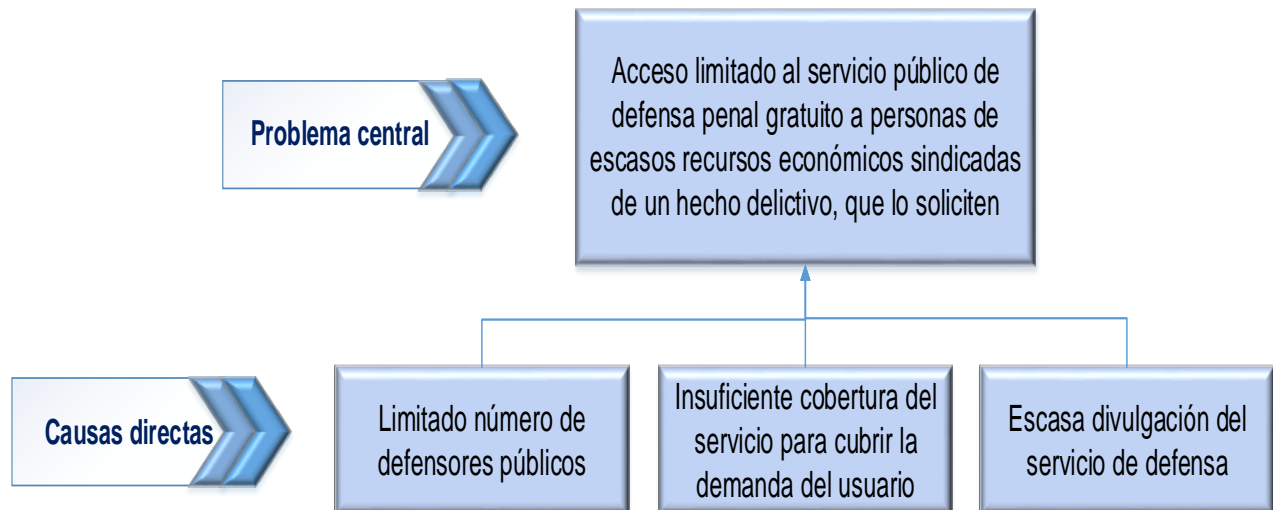 Problema central
Acceso limitado al servicio público de
defensa penal gratuito a personas de
escasos recursos económicos sindicadas
de un hecho delictivo, que lo soliciten
Causas directas
Limitado número de
defensores públicos
Insuficiente cobertura del
servicio para cubrir la
demanda del usuario
Escasa divulgación del
servicio de defensa